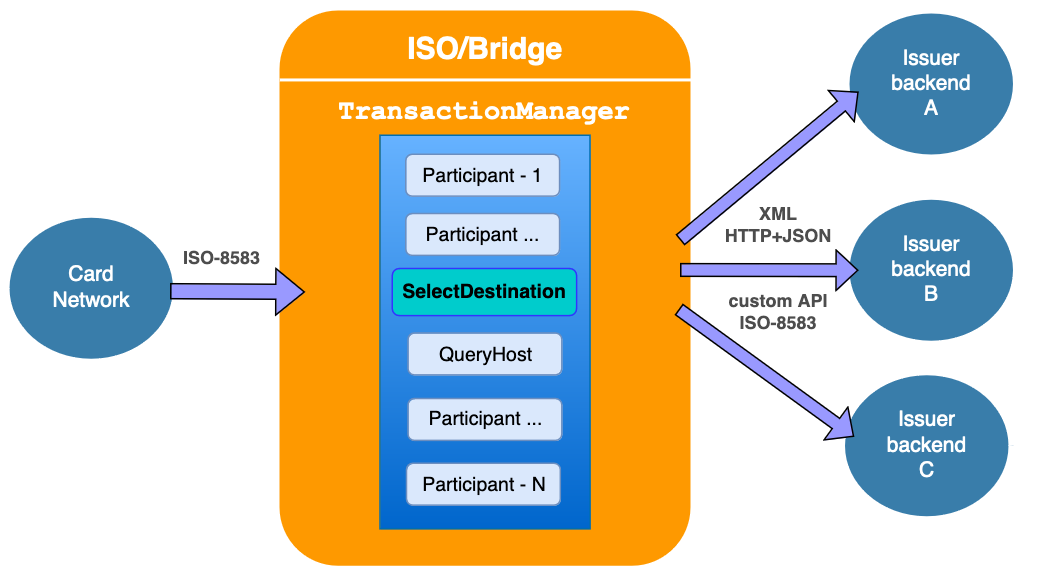 ISO/Bridge
TransactionManager
Participant - 1
Participant ...
SelectDestination
QueryHost
Participant ...
Participant - N
Card
Network
ISO-8583
XML
HTTP+JSON
custom API
ISO-8583
Issuer
backend
A
Issuer
backend
B
Issuer
backend
C